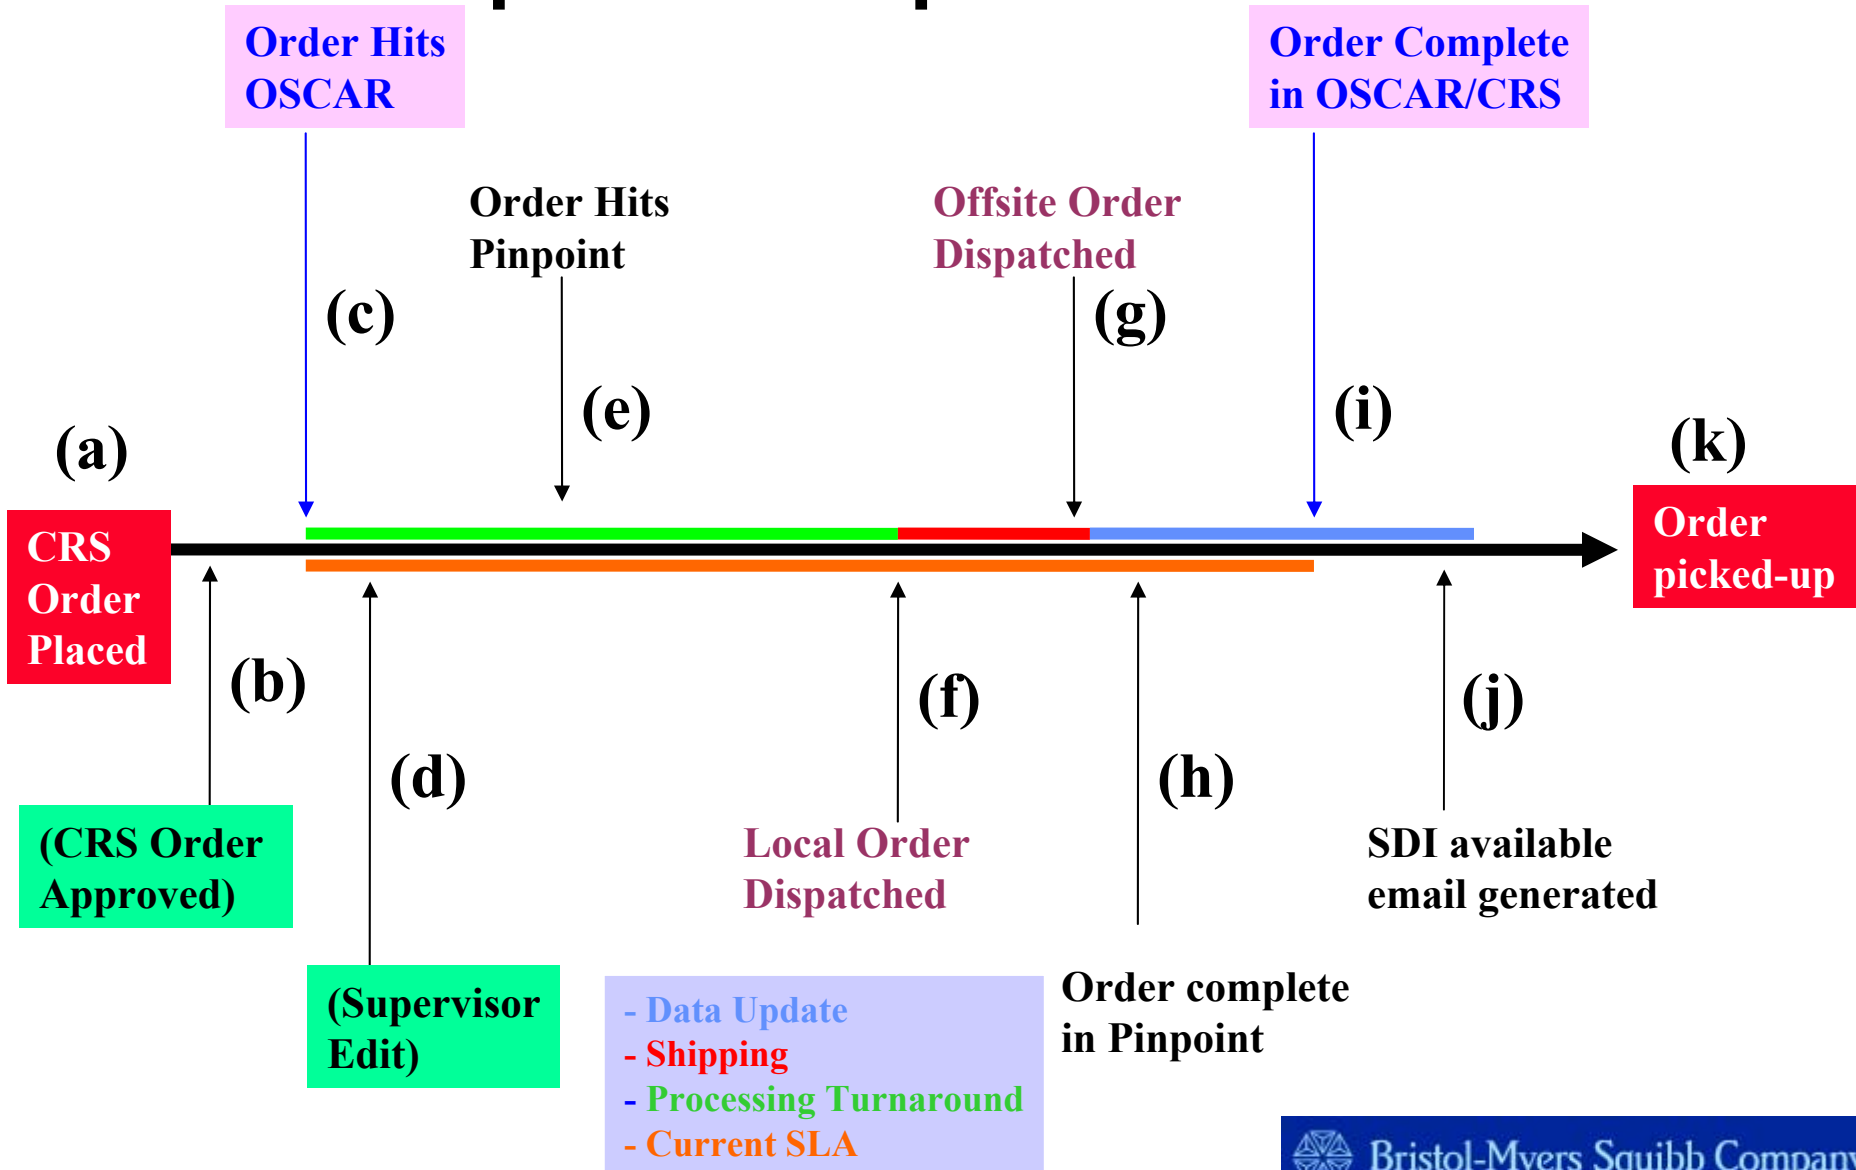 Order Hits
OSCAR
Order Complete
in OSCAR/CRS
Order Hits
Pinpoint
Offsite Order
Dispatched
(c)
(g)
(e)
(i)
(a)
(k)
CRS
Order
Placed
Order
picked-up
(b)
(f)
(j)
(d)
(h)
(CRS Order
Approved)
Local Order
Dispatched
SDI available
email generated
(Supervisor
Edit)
Order complete
in Pinpoint
- Data Update
- Shipping
- Processing Turnaround
- Current SLA
Bristol-Myers Squibb Company